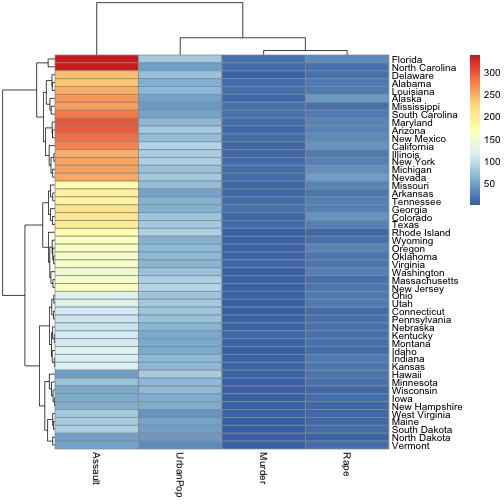 Florida
North Carolina
Delaware
Alabama
Louisiana
Alaska
Mississippi
South Carolina
Maryland
Arizona
New Mexico
California
Illinois
New York
Michigan
Nevada
Missouri
Arkansas
Tennessee
Georgia
Colorado
Texas
Rhode Island
Wyoming
Oregon
Oklahoma
Virginia
Washington
Massachusetts
New Jersey
Ohio
Utah
Connecticut
Pennsylvania
Nebraska
Kentucky
Montana
Idaho
Indiana
Kansas
Hawaii
Minnesota
Wisconsin
Iowa
New Hampshire
West Virginia
Maine
South Dakota
North Dakota
Vermont
300
250
200
150
100
50
Assault
UrbanPop
Murder
Rape